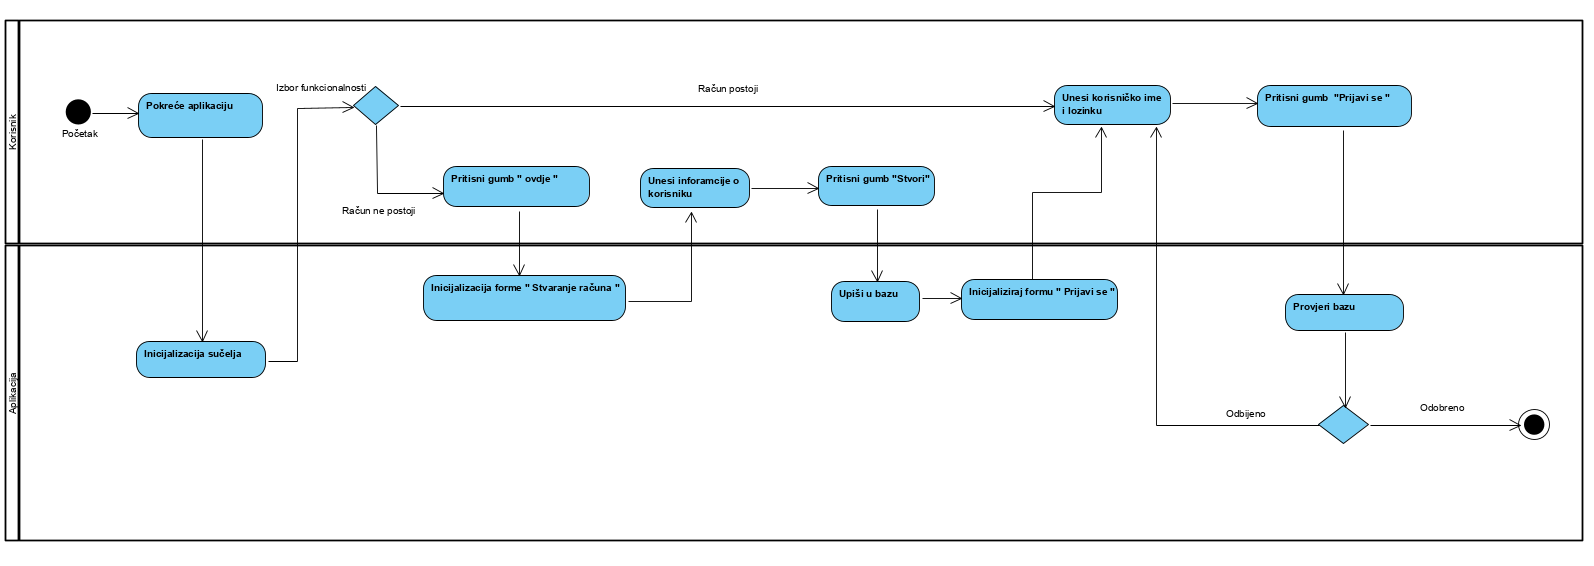 Korisnik
Početak
Pokreće aplikaciju
Izbor funkcionalnosti
Račun postoji
Unesi korisničko ime
i lozinku
Pritisni gumb "Prijavi se "
Račun ne postoji
Pritisni gumb " ovdje "
Unesi inforamcije o
korisniku
Pritisni gumb "Stvori"
Aplikacija
Inicijalizacija sučelja
Inicijalizacija forme " Stvaranje računa "
Upiši u bazu
Inicijaliziraj formu " Prijavi se "
Provjeri bazu
Odbijeno
Odobreno